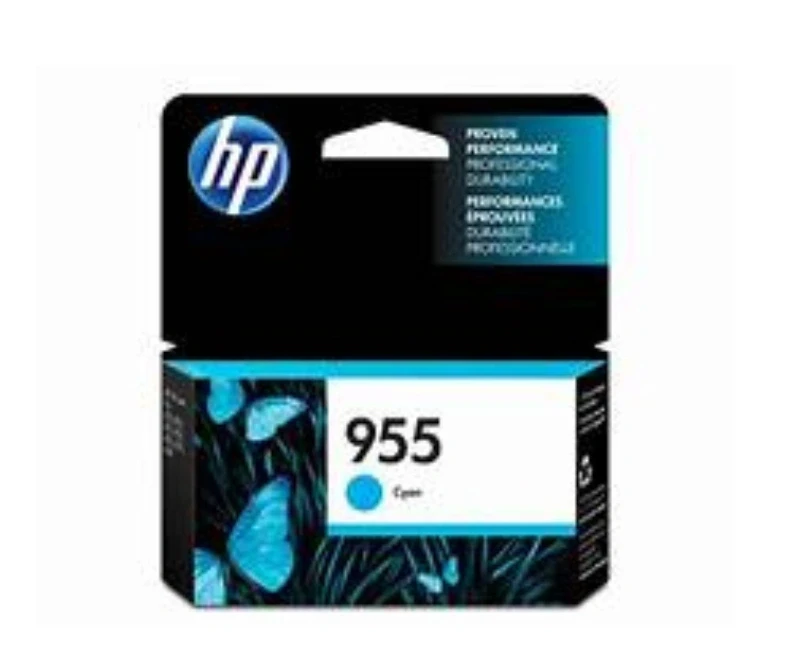 hp
PROVEN
PERFORMANCE
PROFESSIONAL
DURABILITY
PERFORMANCES
ÉPROUVÉES
DURABILITÉ
PROFESSIONNELLE
955
Cyan